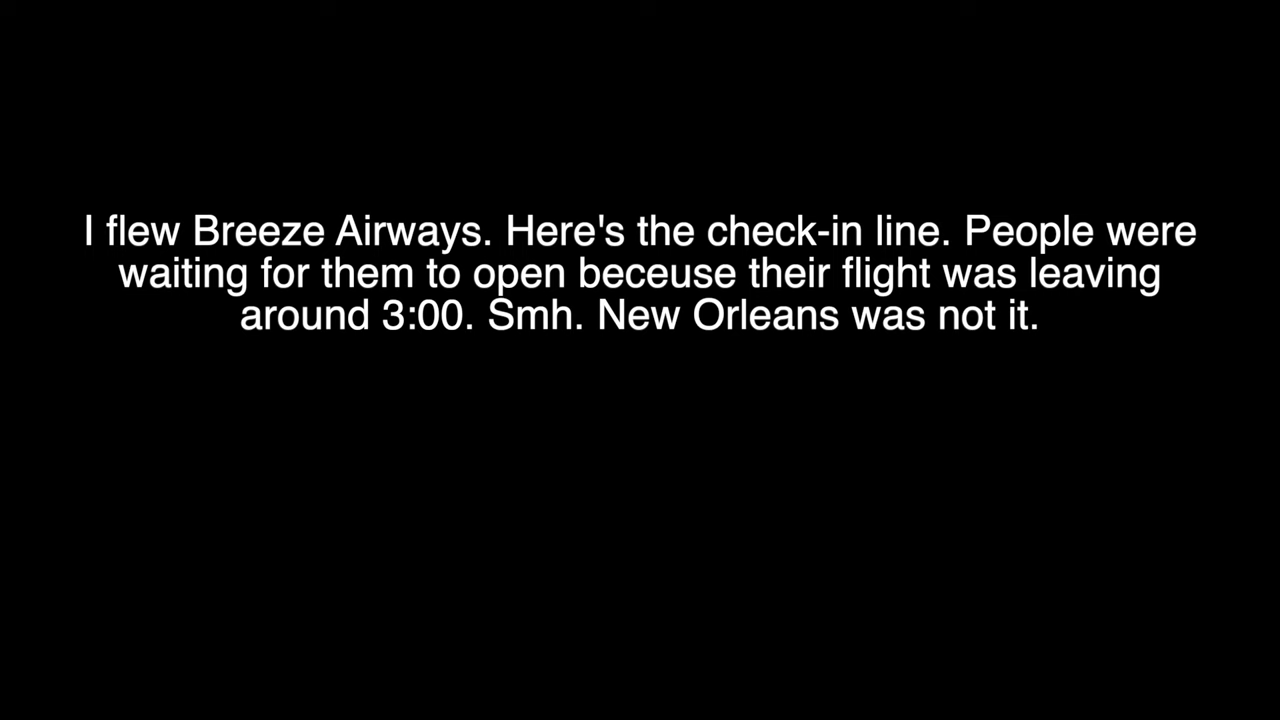 I flew Breeze Airways. Here's the check-in line. People were
waiting for them to open beceuse their flight was leaving
around 3:00. Smh. New Orleans was not it.